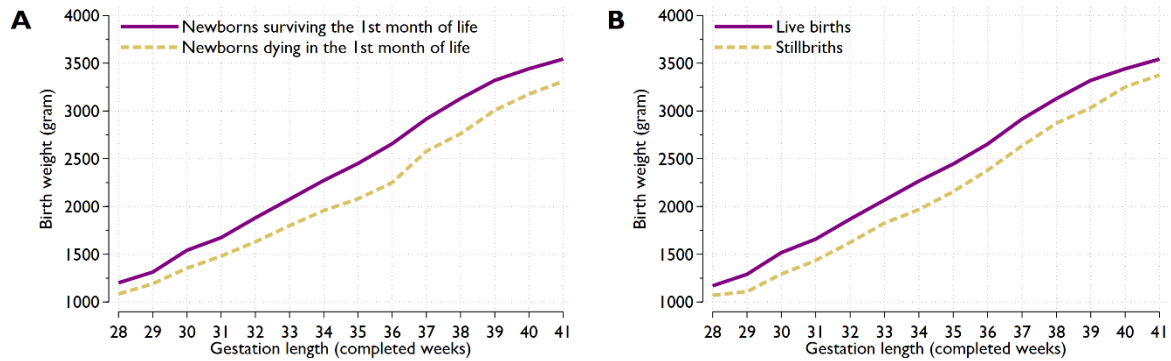 A
Newborns surviving the 1st month of life
Newborns dying in the 1st month of life
Birth weight (gram)
4000
3500
3000
2500
2000
1500
1000
28 29 30 31 32 33 34 35 36 37 38 39 40 41
Gestation length (completed weeks)
B
Live births
Stillbriths
Birth weight (gram)
4000
3500
3000
2500
2000
1500
1000
28 29 30 31 32 33 34 35 36 37 38 39 40 41
Gestation length (completed weeks)